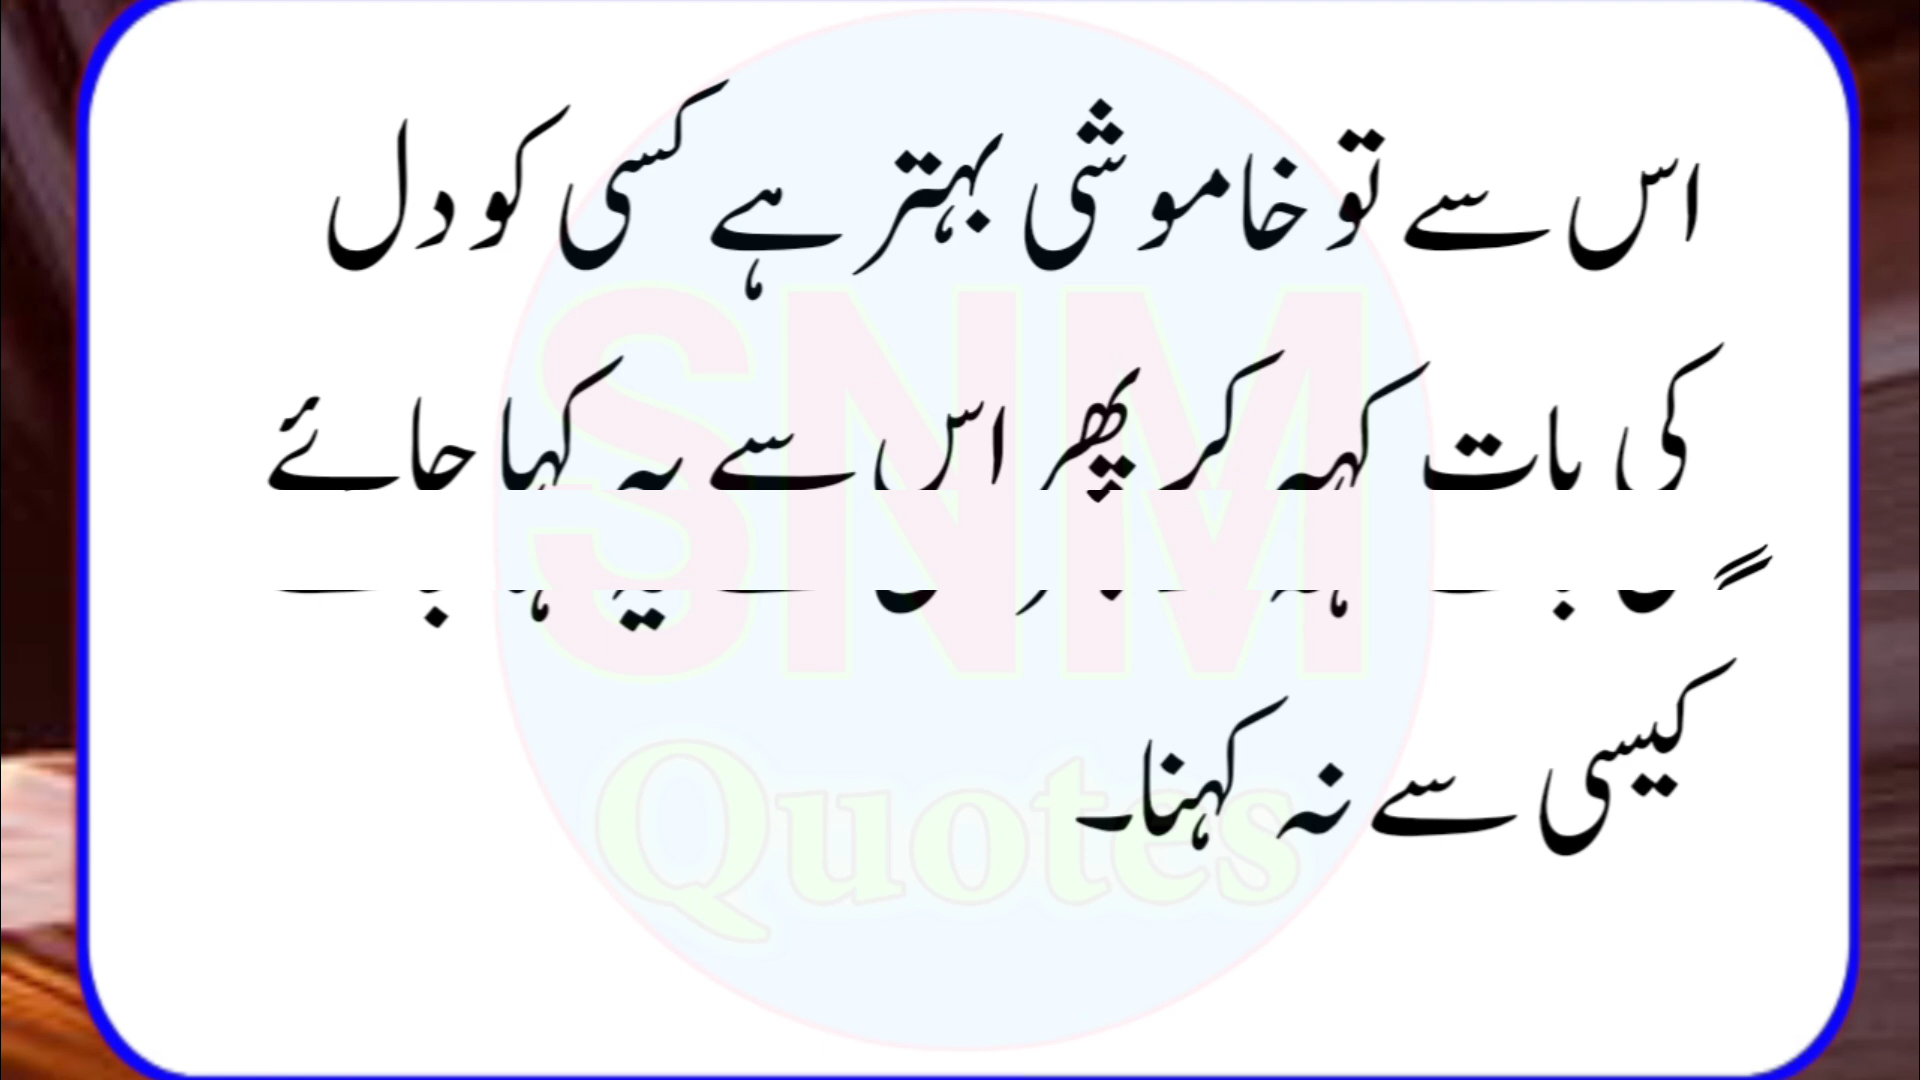 اس سے تو خاموشی بہتر ہے کسی کو دل
کی بات کہہ کر پھر اس سے یہ کہا جائے
کیسی سے نہ کہنا۔
SNM
Quotes